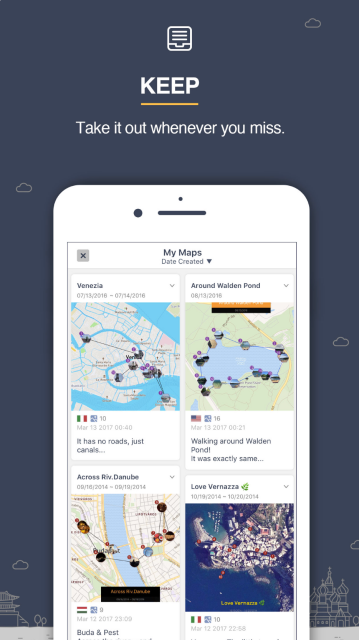 KEEP
Take it out whenever you miss.
My Maps
Date Created ▼
Venezia
07/13/2016 ~ 07/14/2016
10
Mar 13 2017 00:40
It has no roads, just
canals...
Around Walden Pond
08/13/2016
16
Mar 13 2017 00:21
Walking around Walden
Pond!
It was exactly same...
Across Riv.Danube
09/16/2014 ~ 09/19/2014
Budapest
Across Riv.Danube
9
Mar 12 2017 23:09
Buda & Pest
Love Vernazza 🌿
10/19/2014 ~ 10/20/2014
Love Vernazza 🌿
10
Mar 12 2017 22:58